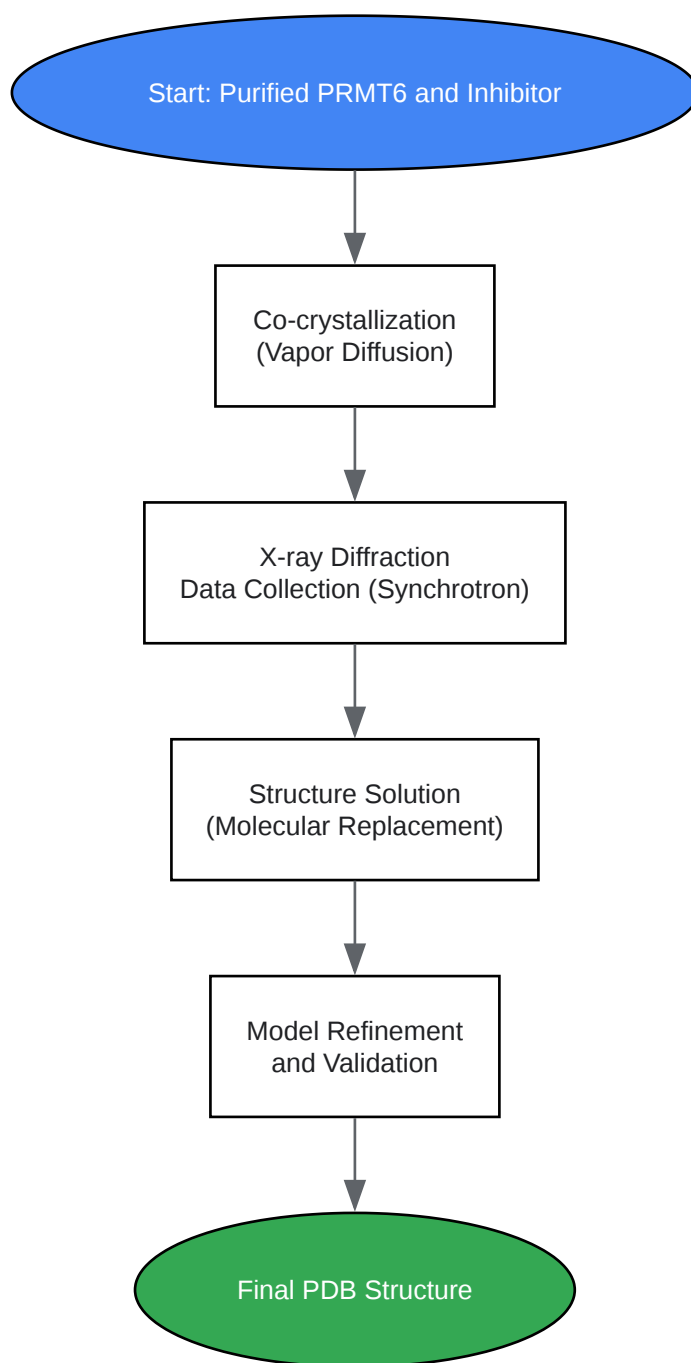 Start: Purified PRMT6 and Inhibitor
Co-crystallization
(Vapor Diffusion)
X-ray Diffraction
Data Collection (Synchrotron)
Structure Solution
(Molecular Replacement)
Model Refinement
and Validation
Final PDB Structure